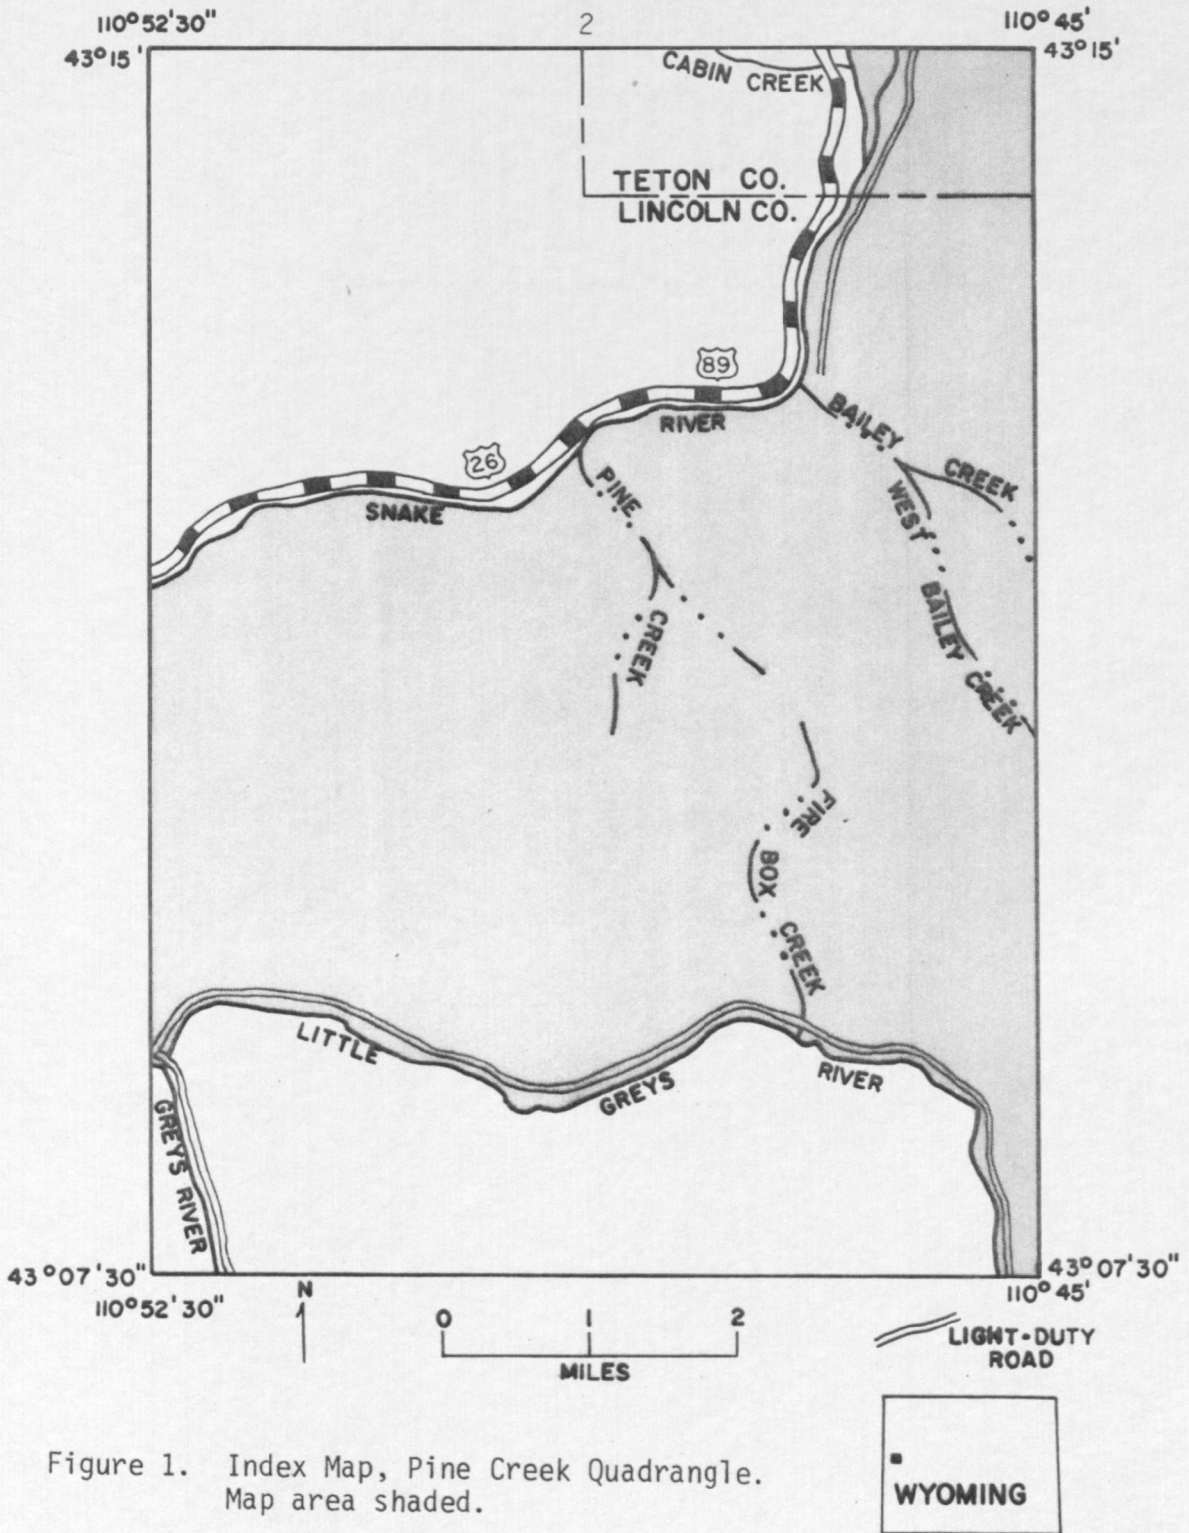 110°52'30"
2
110°45'
43°15'
43°15'
CABIN CREEK
TETON CO.
LINCOLN CO.
89
RIVER
BAILEY
CREEK
26
SNAKE
PINE
CREEK
WEST
BAILEY
CREEK
FIRE
BOX
CREEK
LITTLE
GREYS
RIVER
GREYS RIVER
43°07'30"
43°07'30"
110°52'30"
110°45'
N
0 1 2
MILES
LIGHT-DUTY
ROAD
WYOMING
Figure 1. Index Map, Pine Creek Quadrangle.
Map area shaded.